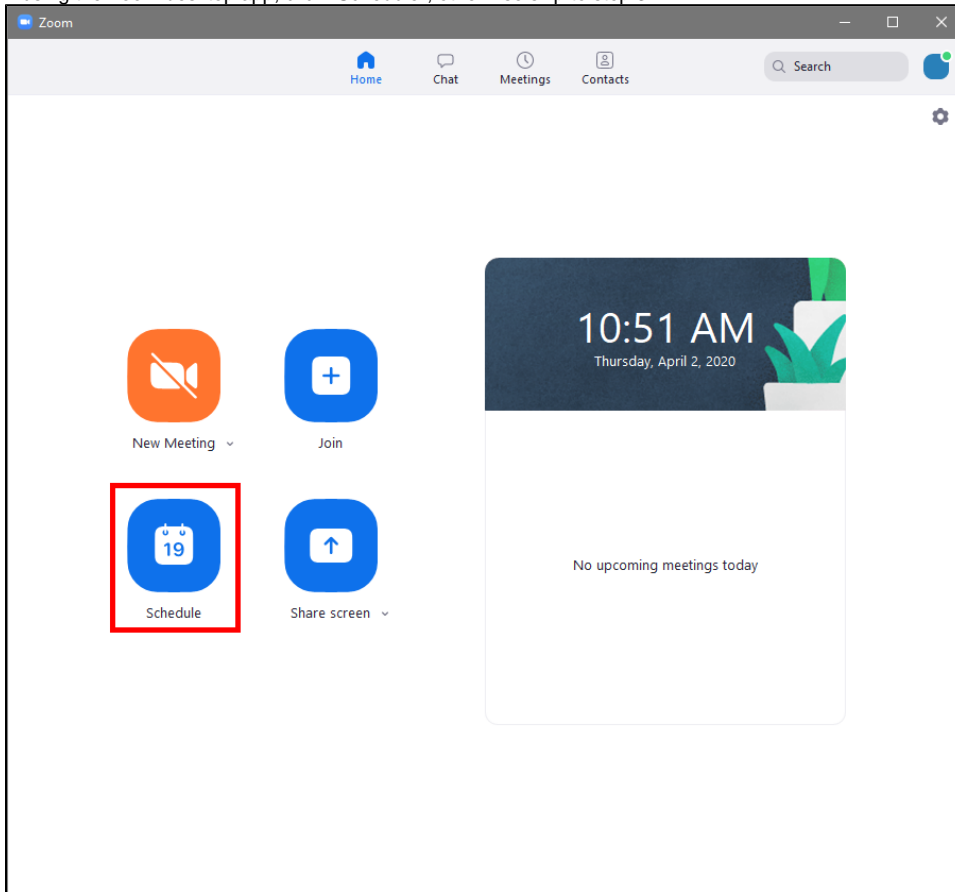 Zoom
Home Chat Meetings Contacts Search
10:51 AM
Thursday, April 2, 2020
New Meeting Join
19
No upcoming meetings today
Schedule Share screen